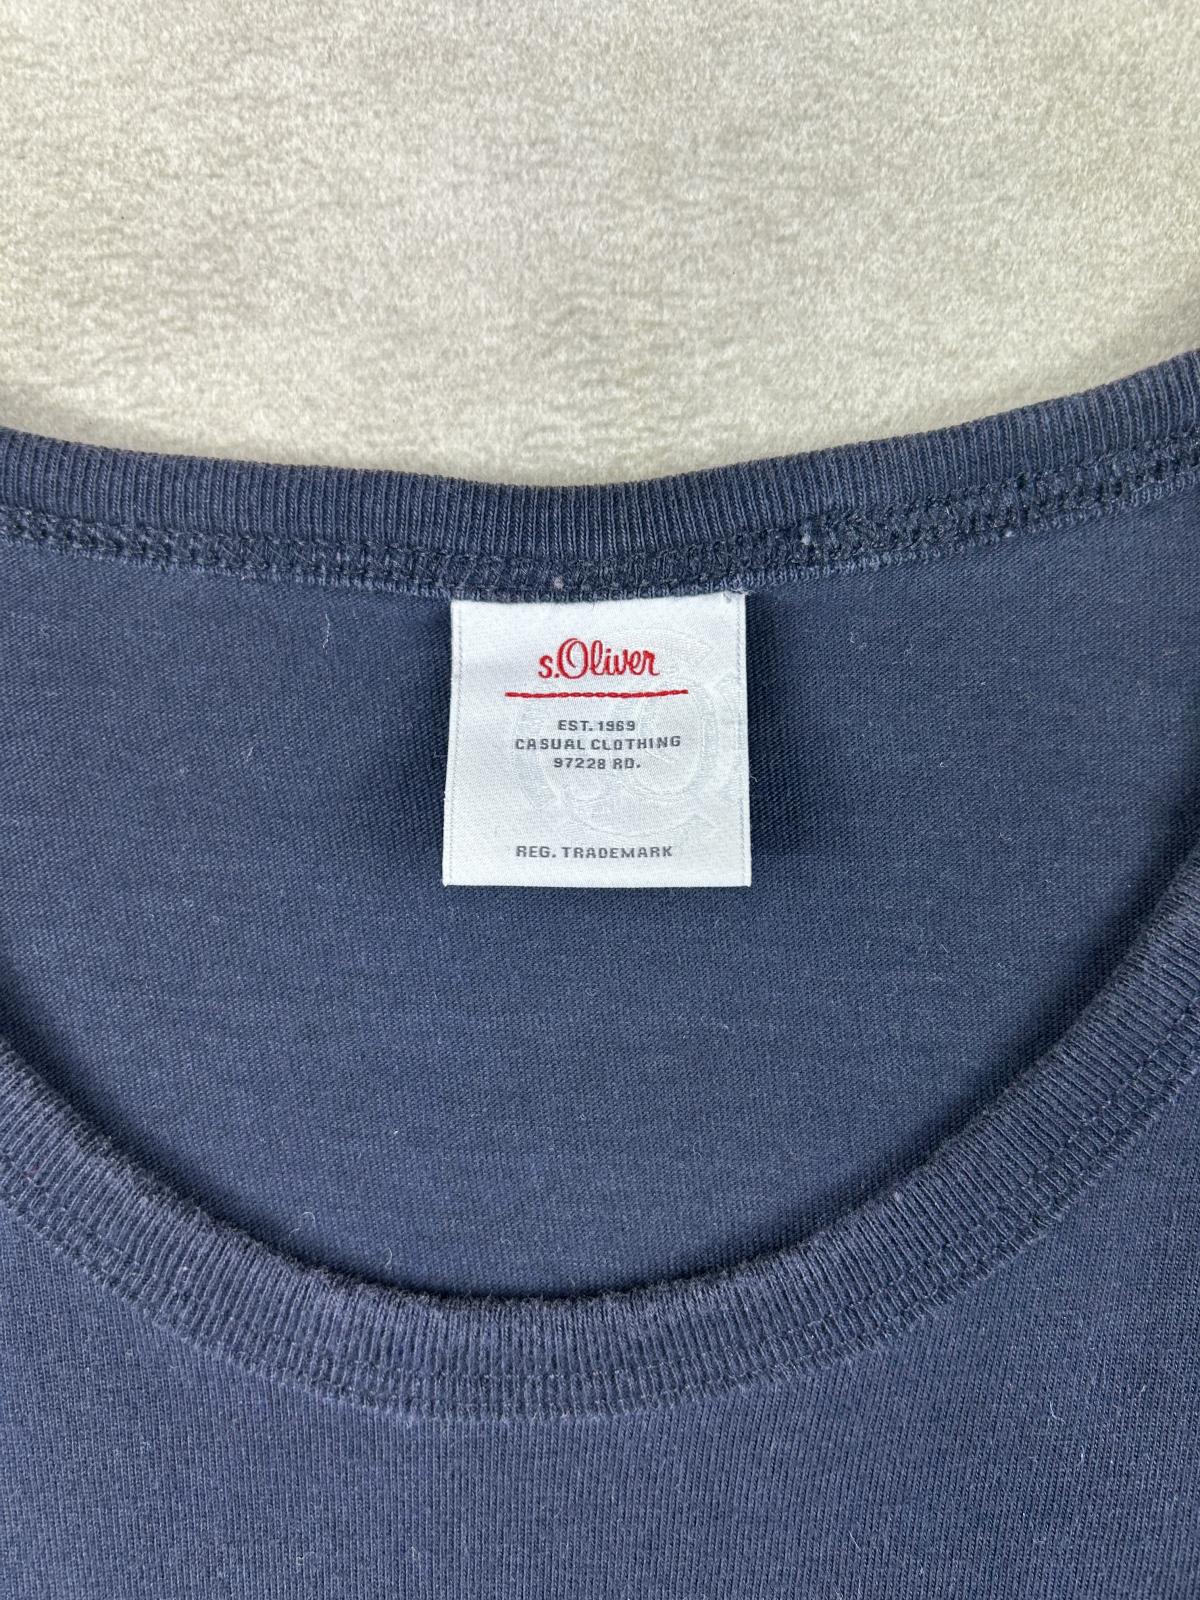 s.Oliver
EST. 1969
CASUAL CLOTHING
97228 RD.
REG. TRADEMARK